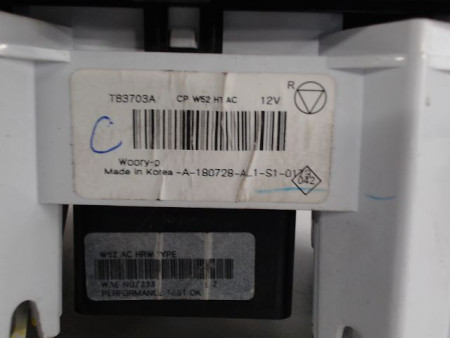 T83703A CP W52 HT AC 12V R
C
Woory-p
Made in Korea -A-180728-AL1-S1-0173
042
W52 AC HRW TYPE
PERFORMANCE TEST OK